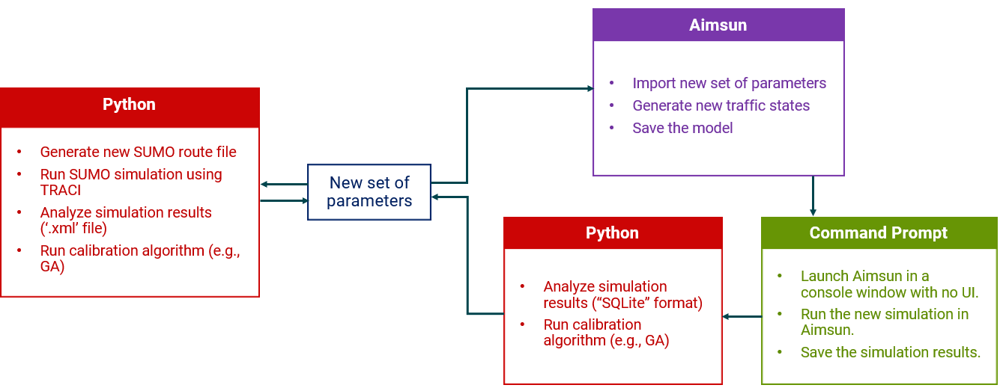 Python
• Generate new SUMO route file
• Run SUMO simulation using
TRACI
• Analyze simulation results
(‘.xml’ file)
• Run calibration algorithm (e.g.,
GA)
New set of
parameters
Aimsun
• Import new set of parameters
• Generate new traffic states
• Save the model
Python
• Analyze simulation
results (“SQLite” format)
• Run calibration
algorithm (e.g., GA)
Command Prompt
• Launch Aimsun in a
console window with no UI.
• Run the new simulation in
Aimsun.
• Save the simulation results.